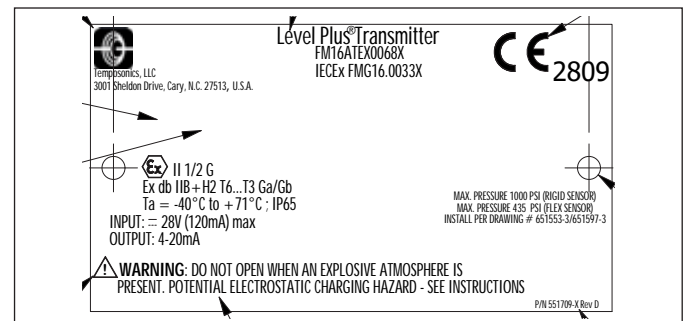 Level Plus® Transmitter
FM16ATEX0068X
IECEx FMG16.0033X
CE 2809
Temposonics, LLC
3001 Sheldon Drive, Cary, N.C. 27513, U.S.A.
Ex II 1/2 G
Ex db IIB+H2 T6...T3 Ga/Gb
Ta = -40°C to +71°C ; IP65
INPUT: ⎓ 28V (120mA) max
OUTPUT: 4-20mA
MAX. PRESSURE 1000 PSI (RIGID SENSOR)
MAX. PRESSURE 435 PSI (FLEX SENSOR)
INSTALL PER DRAWING # 651553-3/651597-3
WARNING: DO NOT OPEN WHEN AN EXPLOSIVE ATMOSPHERE IS
PRESENT. POTENTIAL ELECTROSTATIC CHARGING HAZARD - SEE INSTRUCTIONS
P/N 551709-X Rev D